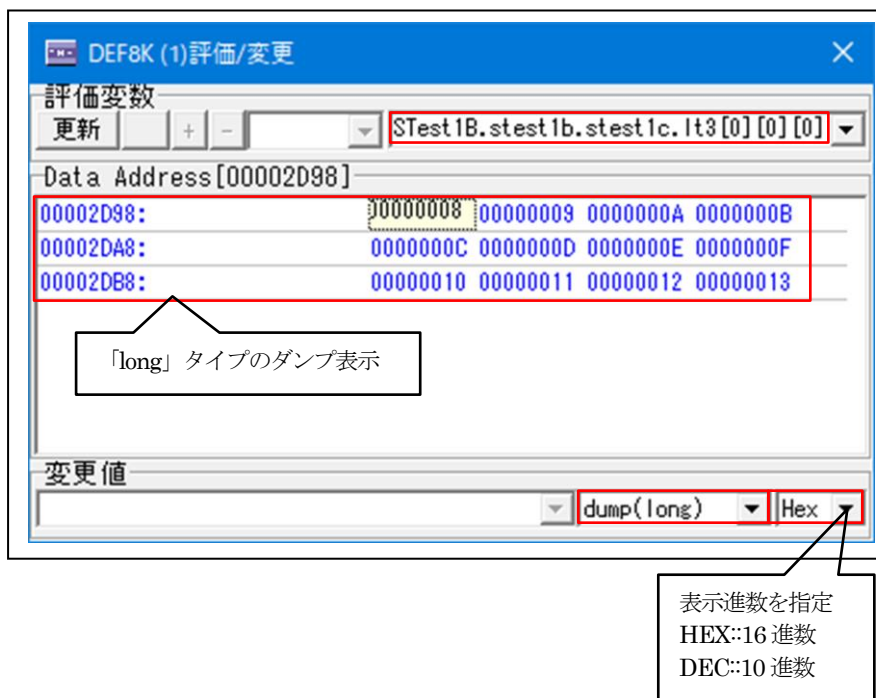 DEF8K (1)評価/変更
評価変数
更新 + - STest1B.stest1b.stest1c.lt3[0][0][0]
Data Address[00002D98]
00002D98: 00000008 00000009 0000000A 0000000B
00002DA8: 0000000C 0000000D 0000000E 0000000F
00002DB8: 00000010 00000011 00000012 00000013
「long」タイプのダンプ表示
変更値
dump(long) Hex
表示進数を指定
HEX::16 進数
DEC::10 進数